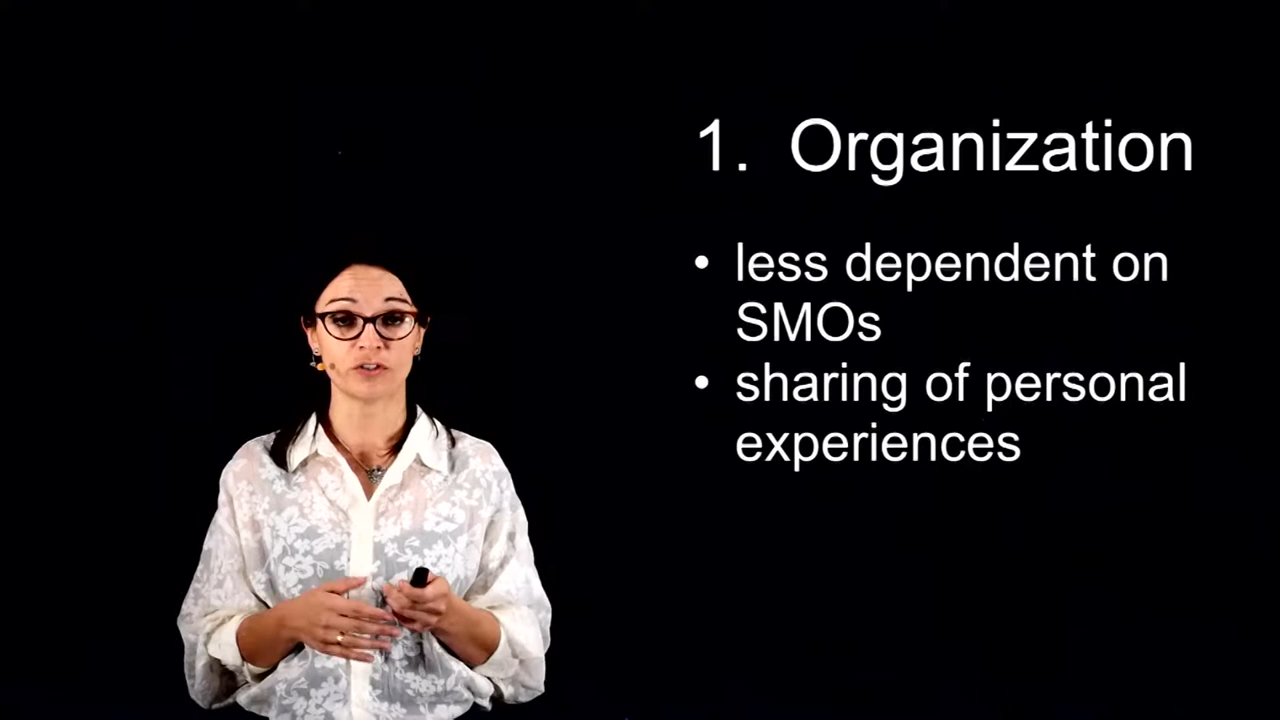 1. Organization
• less dependent on
SMOs
• sharing of personal
experiences